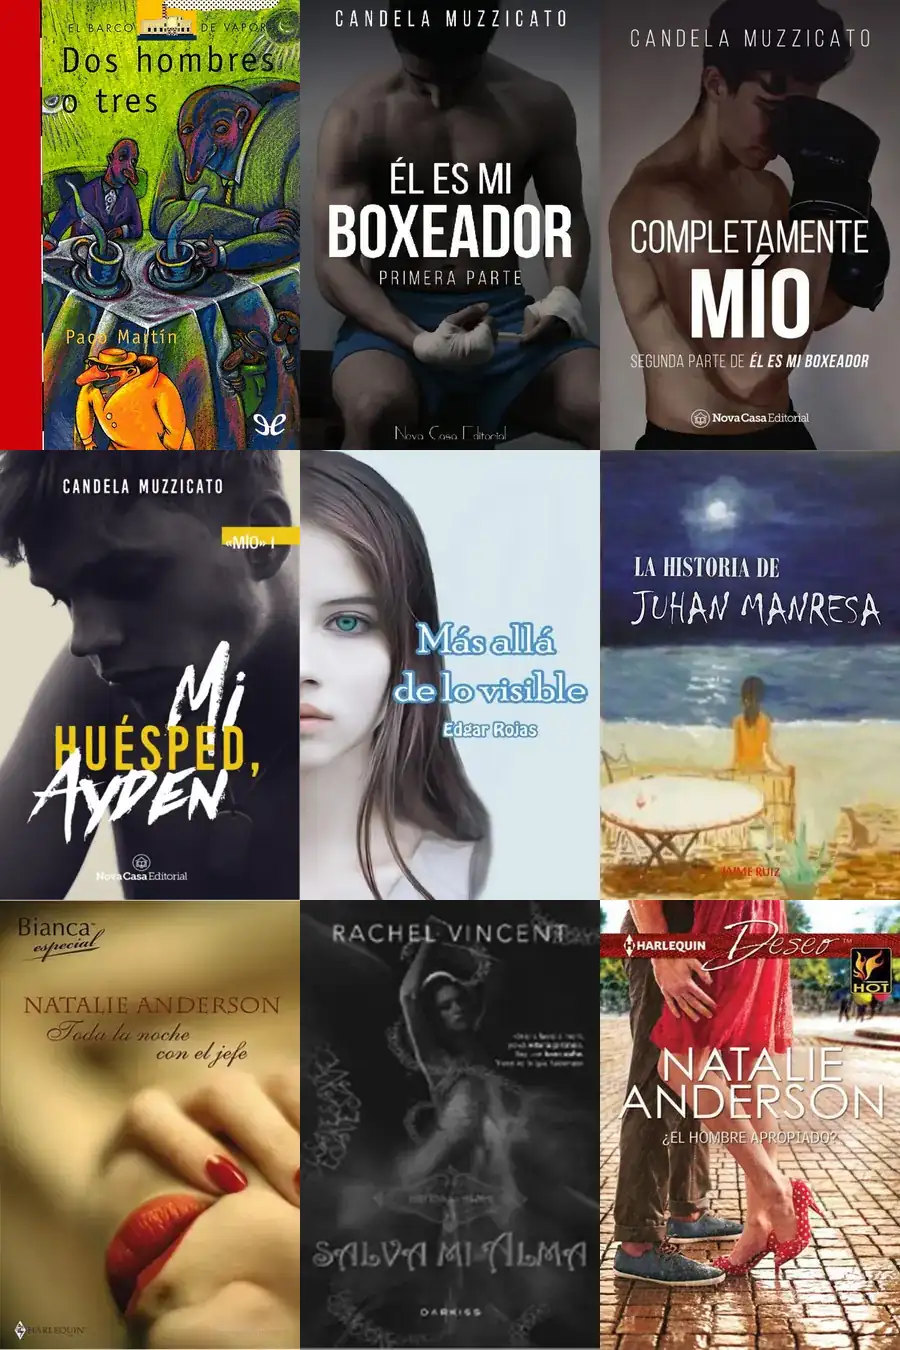 EL BARCO
DE VAPOR
Dos hombres
o tres
Paco Martín
CANDELA MUZZICATO
ÉL ES MI
BOXEADOR
PRIMERA PARTE
Nova Casa Editorial
CANDELA MUZZICATO
COMPLETAMENTE
MÍO
SEGUNDA PARTE DE ÉL ES MI BOXEADOR
Nova Casa Editorial
CANDELA MUZZICATO
«MÍO» I
Mi
HUÉSPED,
AYDEN
Nova Casa Editorial
Más allá
de lo visible
Edgar Rojas
LA HISTORIA DE
JUHAN MANRESA
JAIME RUIZ
Bianca™
especial
NATALIE ANDERSON
Toda la noche
con el jefe
HARLEQUIN
RACHEL VINCENT
SALVA MI ALMA
DARKISS
HARLEQUIN Deseo™
HOT
NATALIE
ANDERSON
¿EL HOMBRE APROPIADO?